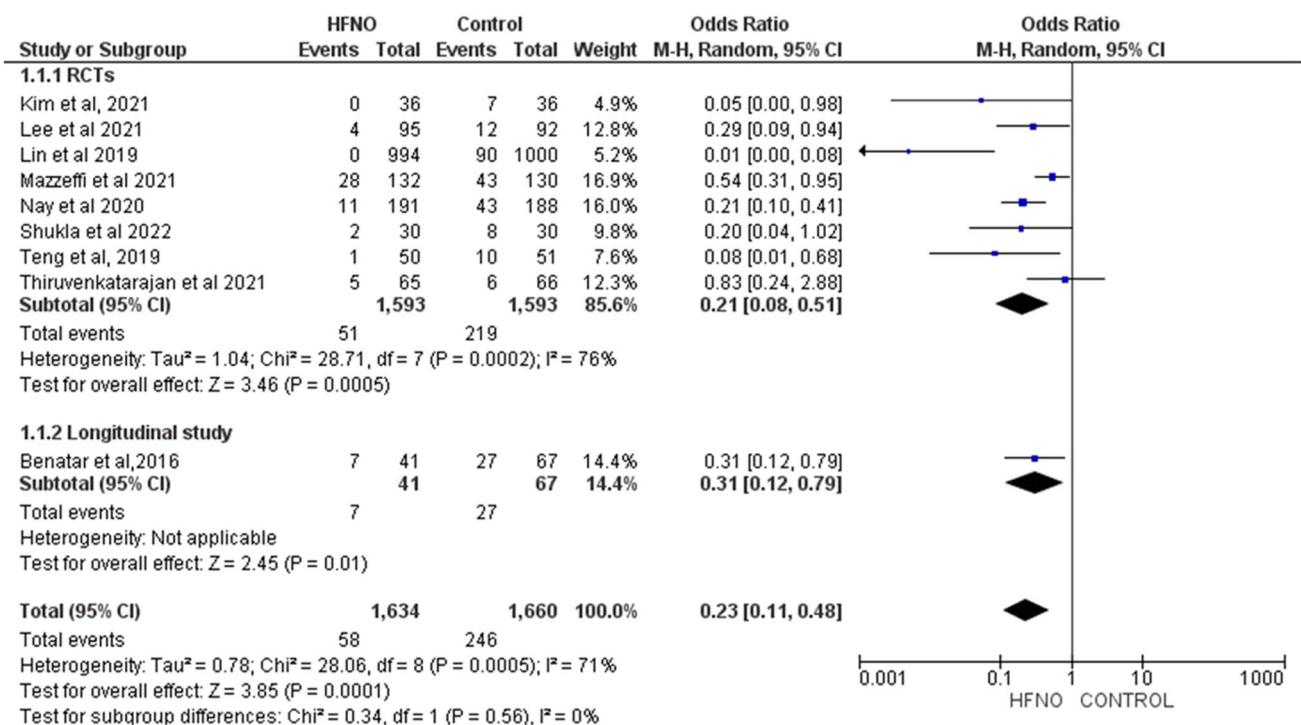 HFNO Control Odds Ratio Odds Ratio
Study or Subgroup Events Total Events Total Weight M-H, Random, 95% CI M-H, Random, 95% CI
1.1.1 RCTs
Kim et al, 2021 0 36 7 36 4.9% 0.05 [0.00, 0.98]
Lee et al 2021 4 95 12 92 12.8% 0.29 [0.09, 0.94]
Lin et al 2019 0 994 90 1000 5.2% 0.01 [0.00, 0.08]
Mazzeffi et al 2021 28 132 43 130 16.9% 0.54 [0.31, 0.95]
Nay et al 2020 11 191 43 188 16.0% 0.21 [0.10, 0.41]
Shukla et al 2022 2 30 8 30 9.8% 0.20 [0.04, 1.02]
Teng et al, 2019 1 50 10 51 7.6% 0.08 [0.01, 0.68]
Thiruvenkatarajan et al 2021 5 65 6 66 12.3% 0.83 [0.24, 2.88]
Subtotal (95% CI) 1,593 1,593 85.6% 0.21 [0.08, 0.51]
Total events 51 219
Heterogeneity: Tau² = 1.04; Chi² = 28.71, df = 7 (P = 0.0002); I² = 76%
Test for overall effect: Z = 3.46 (P = 0.0005)
1.1.2 Longitudinal study
Benatar et al,2016 7 41 27 67 14.4% 0.31 [0.12, 0.79]
Subtotal (95% CI) 41 67 14.4% 0.31 [0.12, 0.79]
Total events 7 27
Heterogeneity: Not applicable
Test for overall effect: Z = 2.45 (P = 0.01)
Total (95% CI) 1,634 1,660 100.0% 0.23 [0.11, 0.48]
Total events 58 246
Heterogeneity: Tau² = 0.78; Chi² = 28.06, df = 8 (P = 0.0005); I² = 71%
Test for overall effect: Z = 3.85 (P = 0.0001)
Test for subgroup differences: Chi² = 0.34, df = 1 (P = 0.56), I² = 0%
0.001 0.1 1 10 1000
HFNO CONTROL